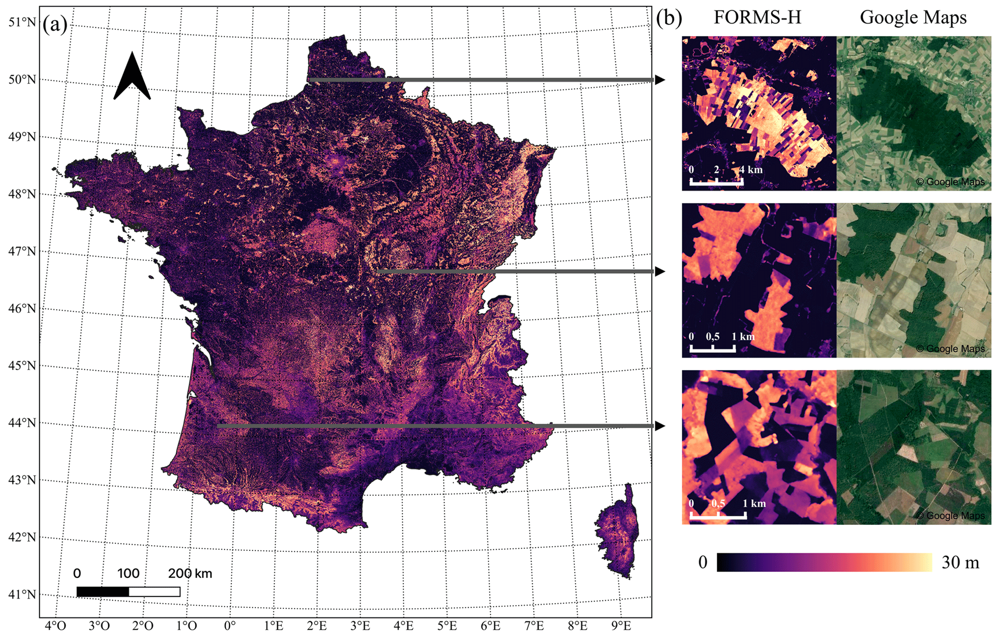 (a)
51°N
50°N
49°N
48°N
47°N
46°N
45°N
44°N
43°N
42°N
41°N
4°O 3°O 2°O 1°O 0° 1°E 2°E 3°E 4°E 5°E 6°E 7°E 8°E 9°E
0 100 200 km
(b) FORMS-H Google Maps
0 2 4 km
© Google Maps
0 0,5 1 km
© Google Maps
0 0,5 1 km
© Google Maps
0 30 m